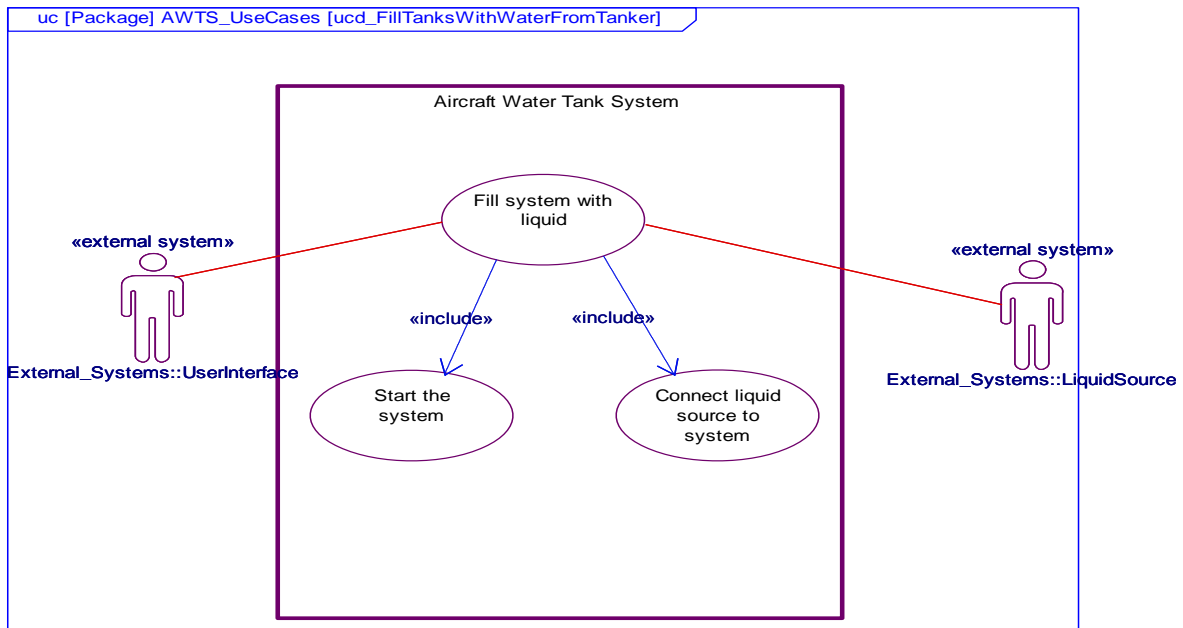 uc [Package] AWTS_UseCases [ucd_FillTanksWithWaterFromTanker]
Aircraft Water Tank System
Fill system with
liquid
«external system»
«external system»
«include»
«include»
External_Systems::UserInterface
External_Systems::LiquidSource
Start the
system
Connect liquid
source to
system